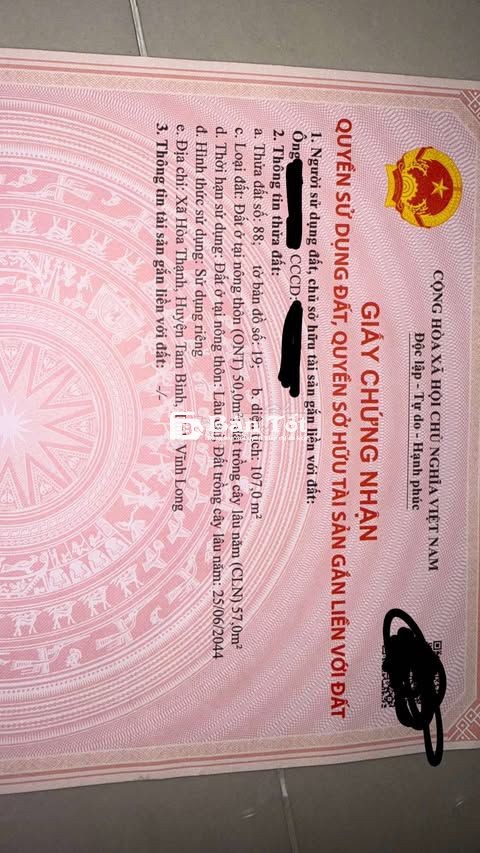 CỘNG HÒA XÃ HỘI CHỦ NGHĨA VIỆT NAM
Độc lập - Tự do - Hạnh phúc
GIẤY CHỨNG NHẬN
QUYỀN SỬ DỤNG ĐẤT, QUYỀN SỞ HỮU TÀI SẢN GẮN LIỀN VỚI ĐẤT
1. Người sử dụng đất, chủ sở hữu tài sản gắn liền với đất:
Ông CCCD:
2. Thông tin thửa đất:
a. Thửa đất số: 88; tờ bản đồ số: 19; b. diện tích: 107,0 m²
c. Loại đất: Đất ở tại nông thôn (ONT) 50,0m²; đất trồng cây lâu năm (CLN) 57,0m²
d. Thời hạn sử dụng: Đất ở tại nông thôn: Lâu dài, Đất trồng cây lâu năm: 25/06/2044
đ. Hình thức sử dụng: Sử dụng riêng
e. Địa chỉ: Xã Hòa Thạnh, Huyện Tam Bình, Vĩnh Long
3. Thông tin tài sản gắn liền với đất: -/-
Bán Tốt